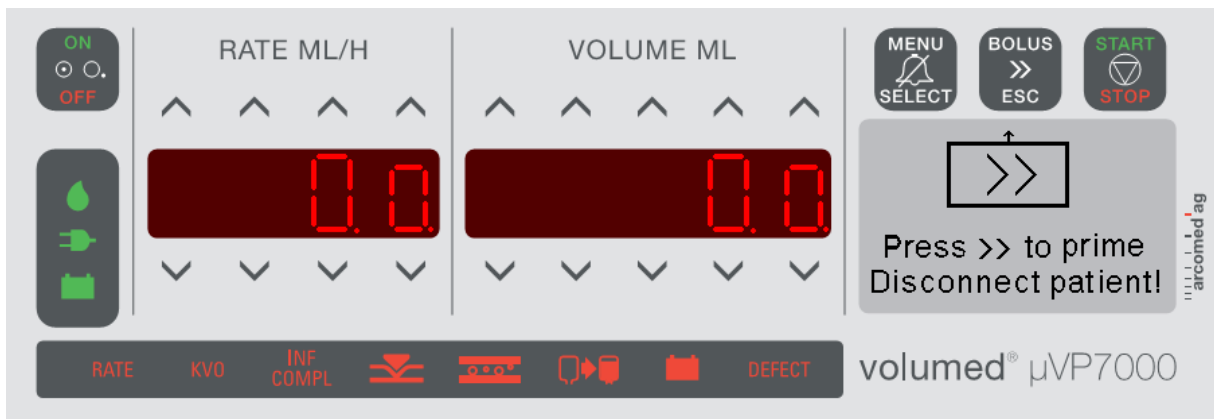 ON
OFF
RATE ML/H
VOLUME ML
MENU
SELECT
BOLUS
>>
ESC
START
STOP
0.0.
0.0.
>>
Press >> to prime
Disconnect patient!
arcomed ag
RATE
KVO
INF
COMPL
DEFECT
volumed® µVP7000